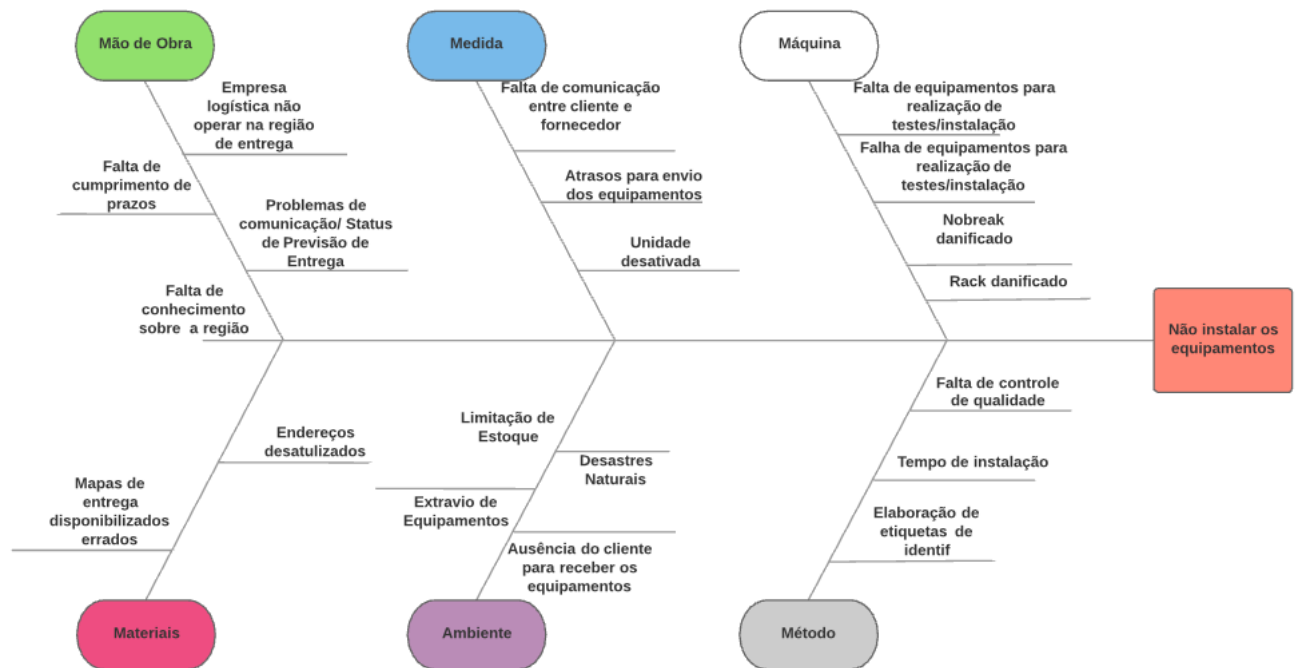 Mão de Obra
Medida
Máquina
Empresa
logística não
operar na região
de entrega
Falta de
cumprimento de
prazos
Problemas de
comunicação/ Status
de Previsão de
Entrega
Falta de
conhecimento
sobre a região
Falta de comunicação
entre cliente e
fornecedor
Atrasos para envio
dos equipamentos
Unidade
desativada
Falta de equipamentos para
realização de
testes/instalação
Falha de equipamentos para
realização de
testes/instalação
Nobreak
danificado
Rack danificado
Não instalar os
equipamentos
Endereços
desatulizados
Mapas de
entrega
disponibilizados
errados
Limitação de
Estoque
Desastres
Naturais
Extravio de
Equipamentos
Ausência do cliente
para receber os
equipamentos
Falta de controle
de qualidade
Tempo de instalação
Elaboração de
etiquetas de
identif
Materiais
Ambiente
Método